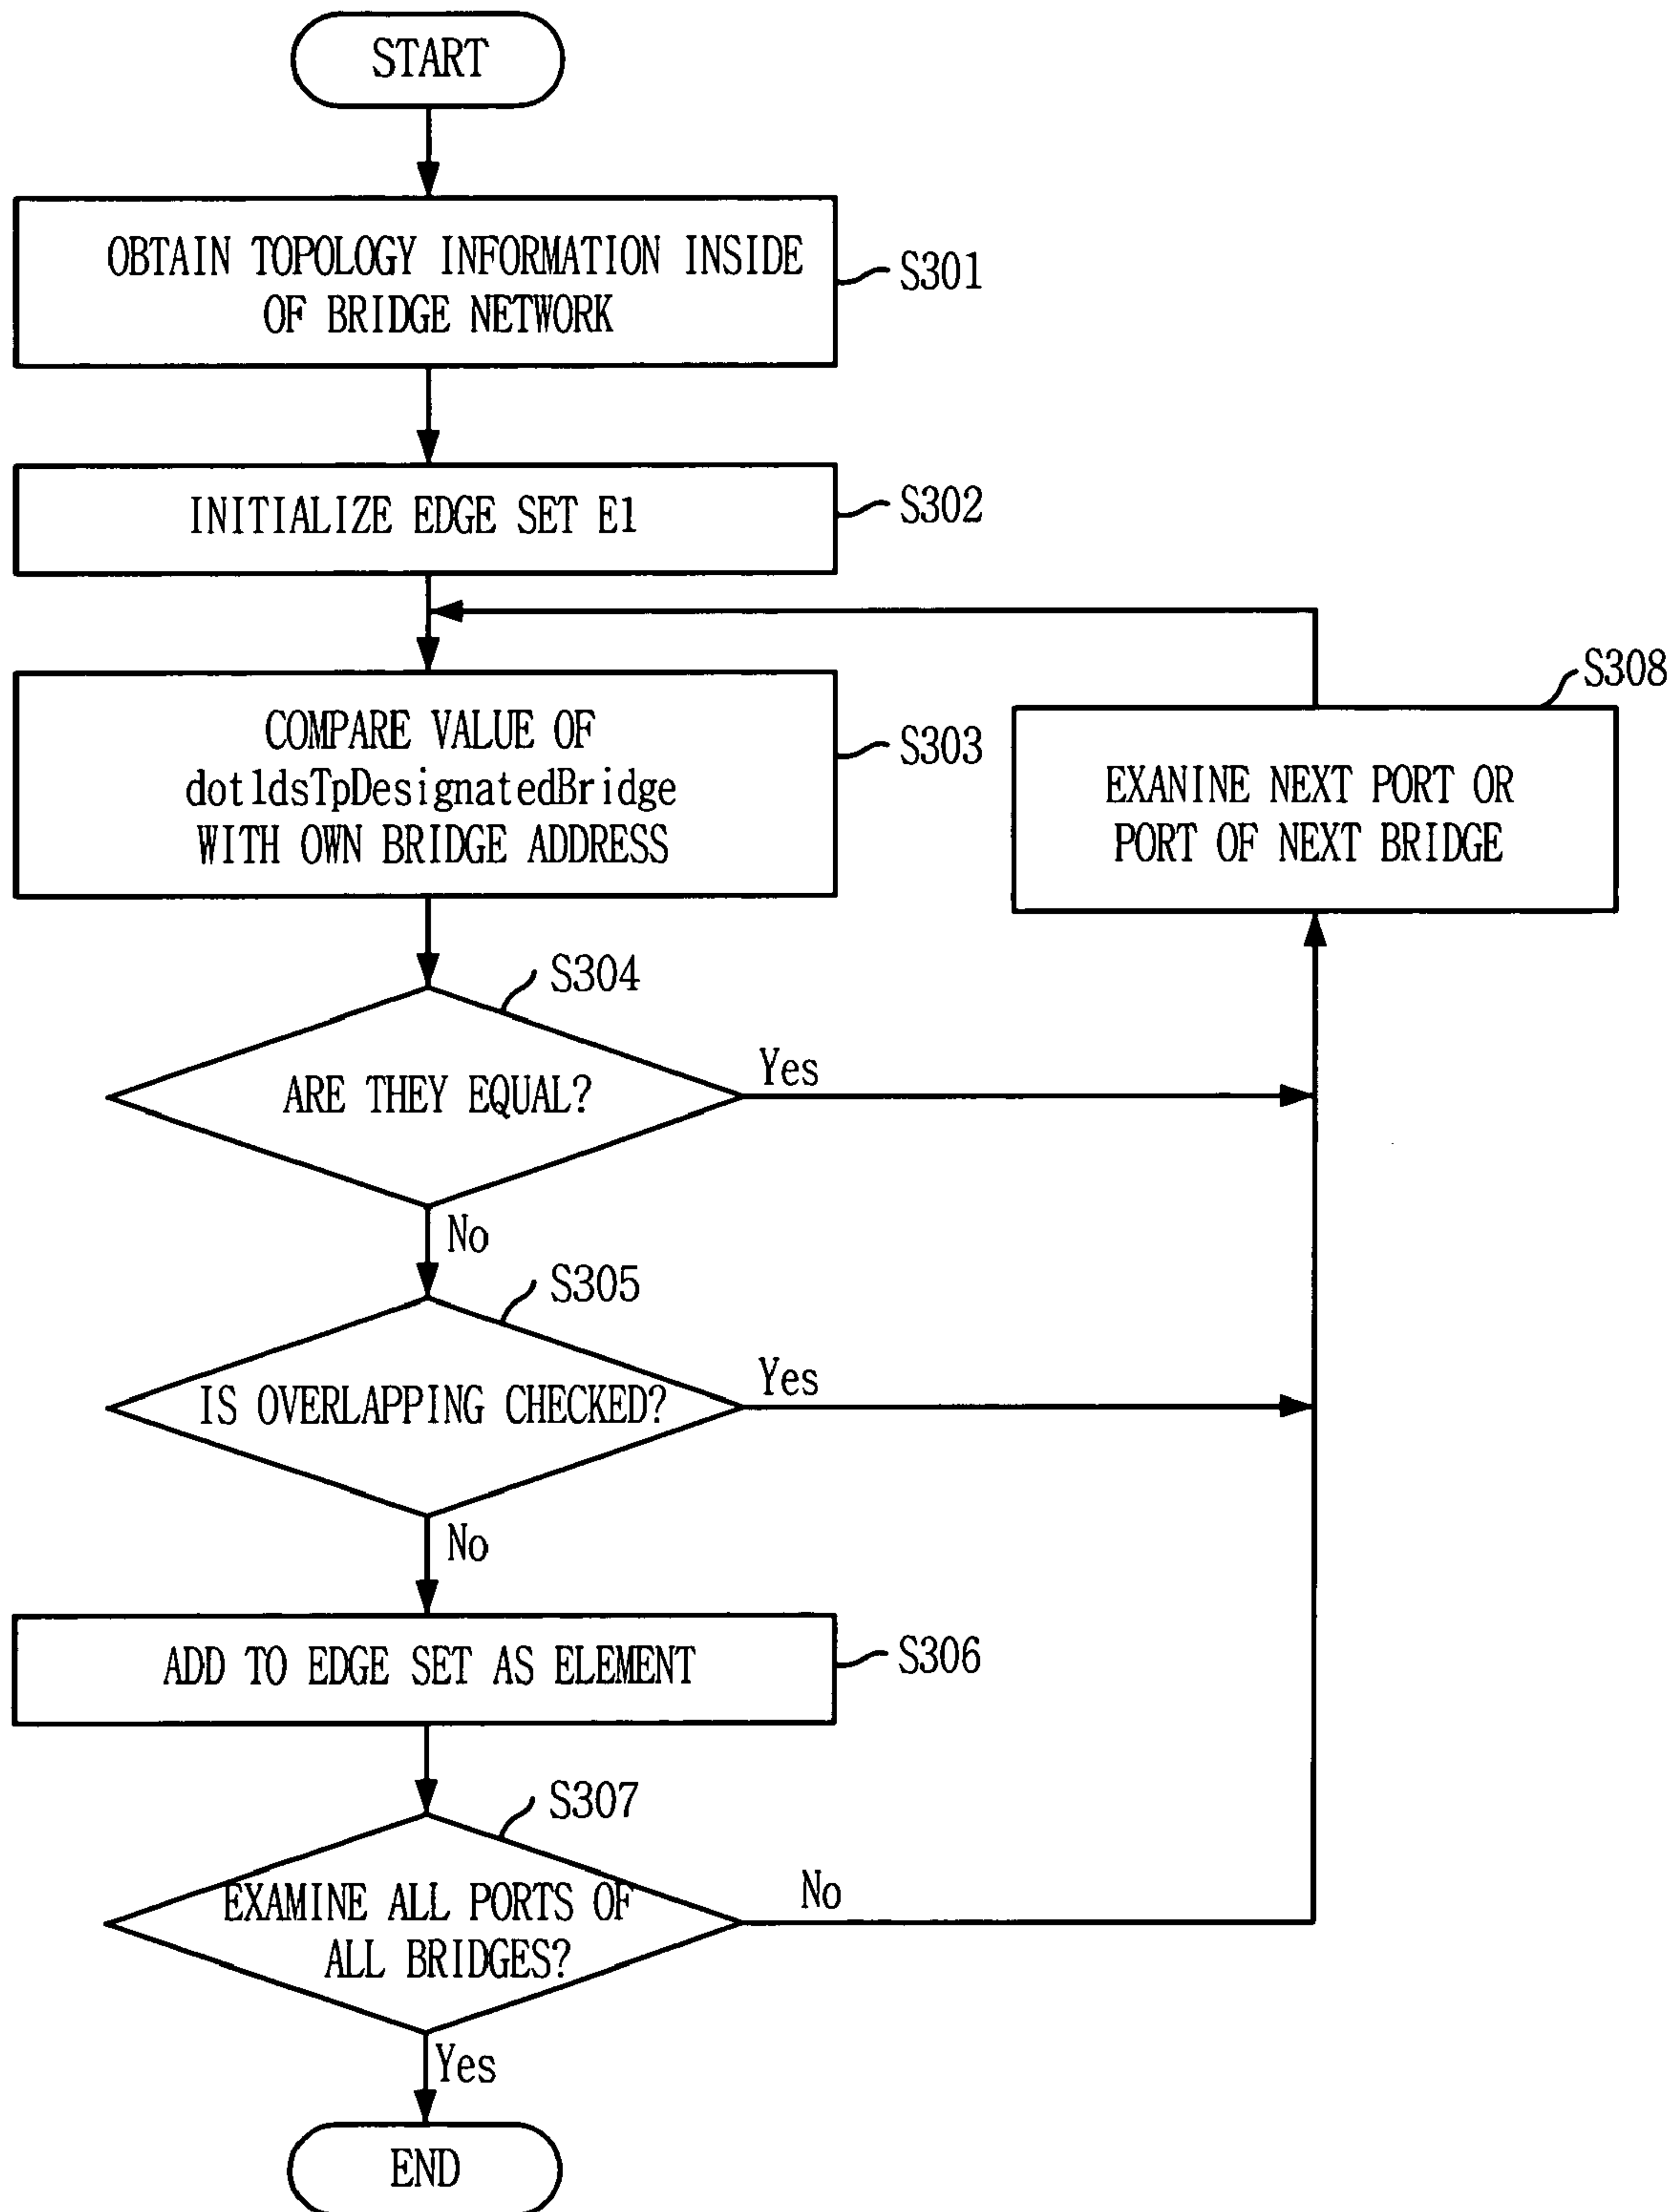 START
OBTAIN TOPOLOGY INFORMATION INSIDE
OF BRIDGE NETWORK
S301
INITIALIZE EDGE SET E1
S302
COMPARE VALUE OF
dot1dsTpDesignatedBridge
WITH OWN BRIDGE ADDRESS
S303
S308
EXANINE NEXT PORT OR
PORT OF NEXT BRIDGE
S304
ARE THEY EQUAL?
Yes
No
S305
IS OVERLAPPING CHECKED?
Yes
No
ADD TO EDGE SET AS ELEMENT
S306
S307
EXAMINE ALL PORTS OF
ALL BRIDGES?
No
Yes
END